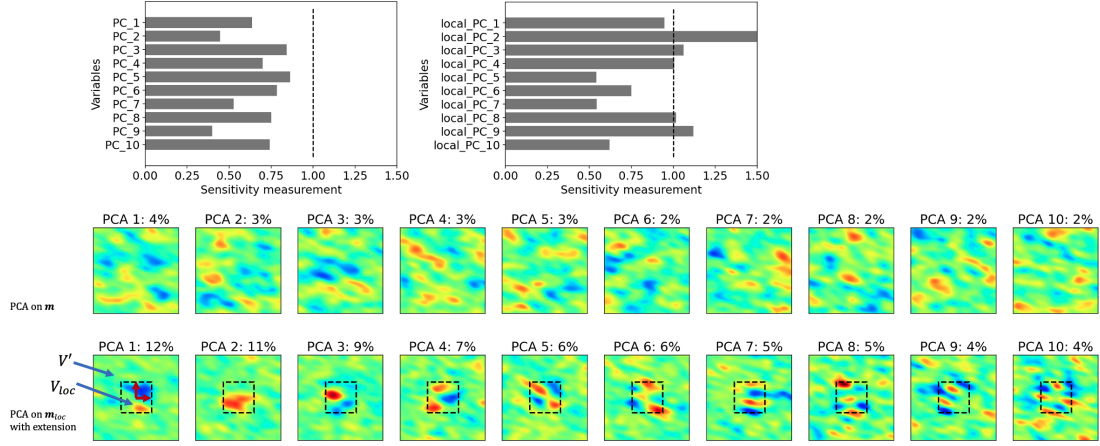 Variables
PC_1
PC_2
PC_3
PC_4
PC_5
PC_6
PC_7
PC_8
PC_9
PC_10
0.00 0.25 0.50 0.75 1.00 1.25 1.50
Sensitivity measurement
Variables
local_PC_1
local_PC_2
local_PC_3
local_PC_4
local_PC_5
local_PC_6
local_PC_7
local_PC_8
local_PC_9
local_PC_10
0.00 0.25 0.50 0.75 1.00 1.25 1.50
Sensitivity measurement
PCA 1: 4% PCA 2: 3% PCA 3: 3% PCA 4: 3% PCA 5: 3% PCA 6: 2% PCA 7: 2% PCA 8: 2% PCA 9: 2% PCA 10: 2%
PCA on m
PCA 1: 12% PCA 2: 11% PCA 3: 9% PCA 4: 7% PCA 5: 6% PCA 6: 6% PCA 7: 5% PCA 8: 5% PCA 9: 4% PCA 10: 4%
V′
V_loc
PCA on m_loc
with extension